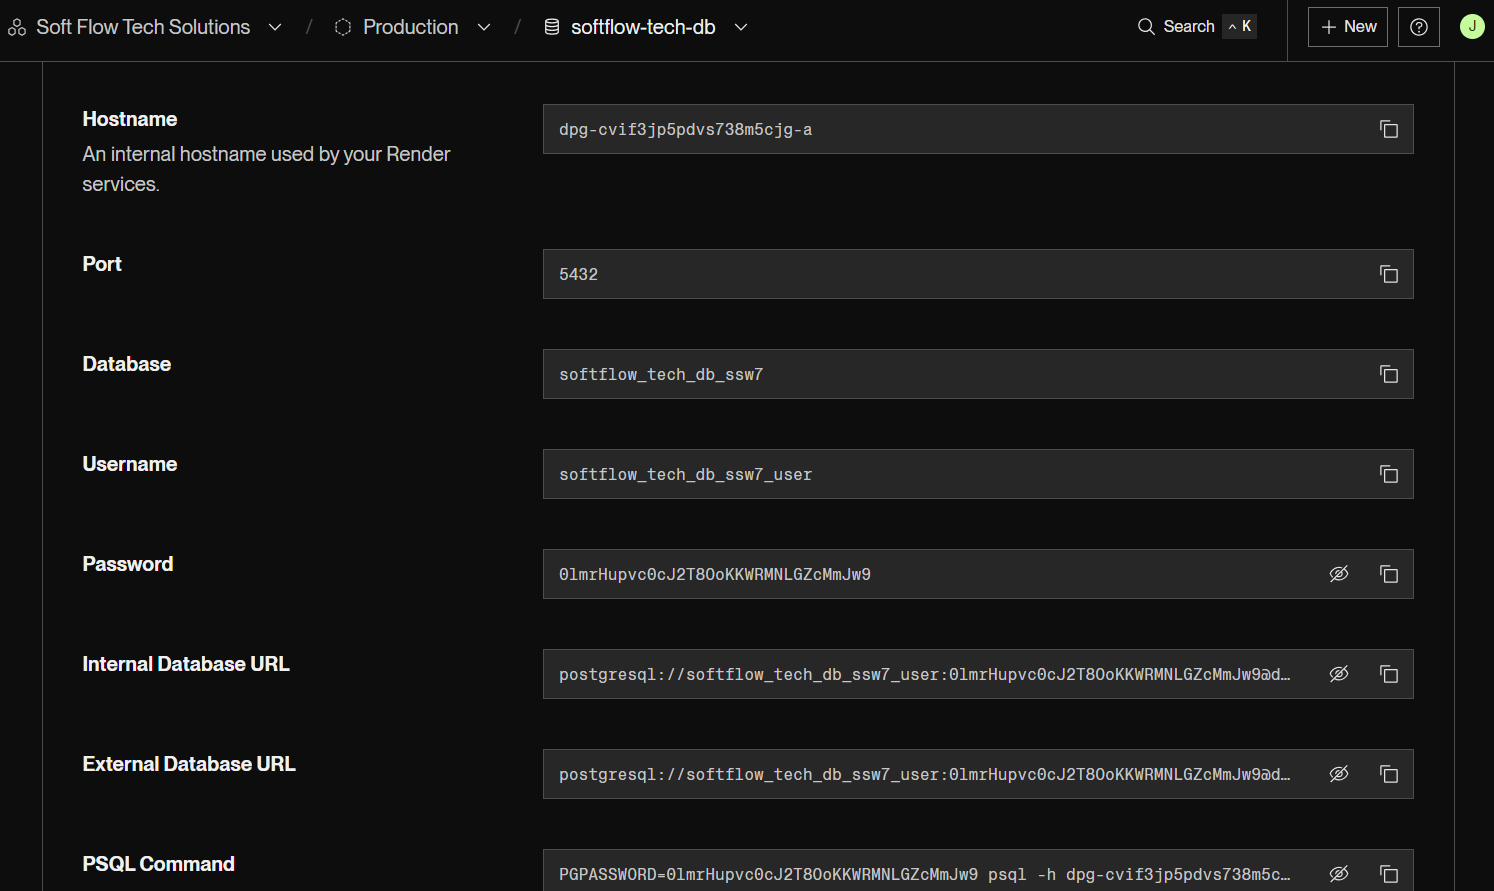 Soft Flow Tech Solutions / Production / softflow-tech-db Search ^ K + New ? J
Hostname
An internal hostname used by your Render
services.
dpg-cvif3jp5pdvs738m5cjg-a
Port
5432
Database
softflow_tech_db_ssw7
Username
softflow_tech_db_ssw7_user
Password
0lmrHupvc0cJ2T8OoKKWRMNLGZcMmJw9
Internal Database URL
postgresql://softflow_tech_db_ssw7_user:0lmrHupvc0cJ2T8OoKKWRMNLGZcMmJw9@d…
External Database URL
postgresql://softflow_tech_db_ssw7_user:0lmrHupvc0cJ2T8OoKKWRMNLGZcMmJw9@d…
PSQL Command
PGPASSWORD=0lmrHupvc0cJ2T8OoKKWRMNLGZcMmJw9 psql -h dpg-cvif3jp5pdvs738m5c…